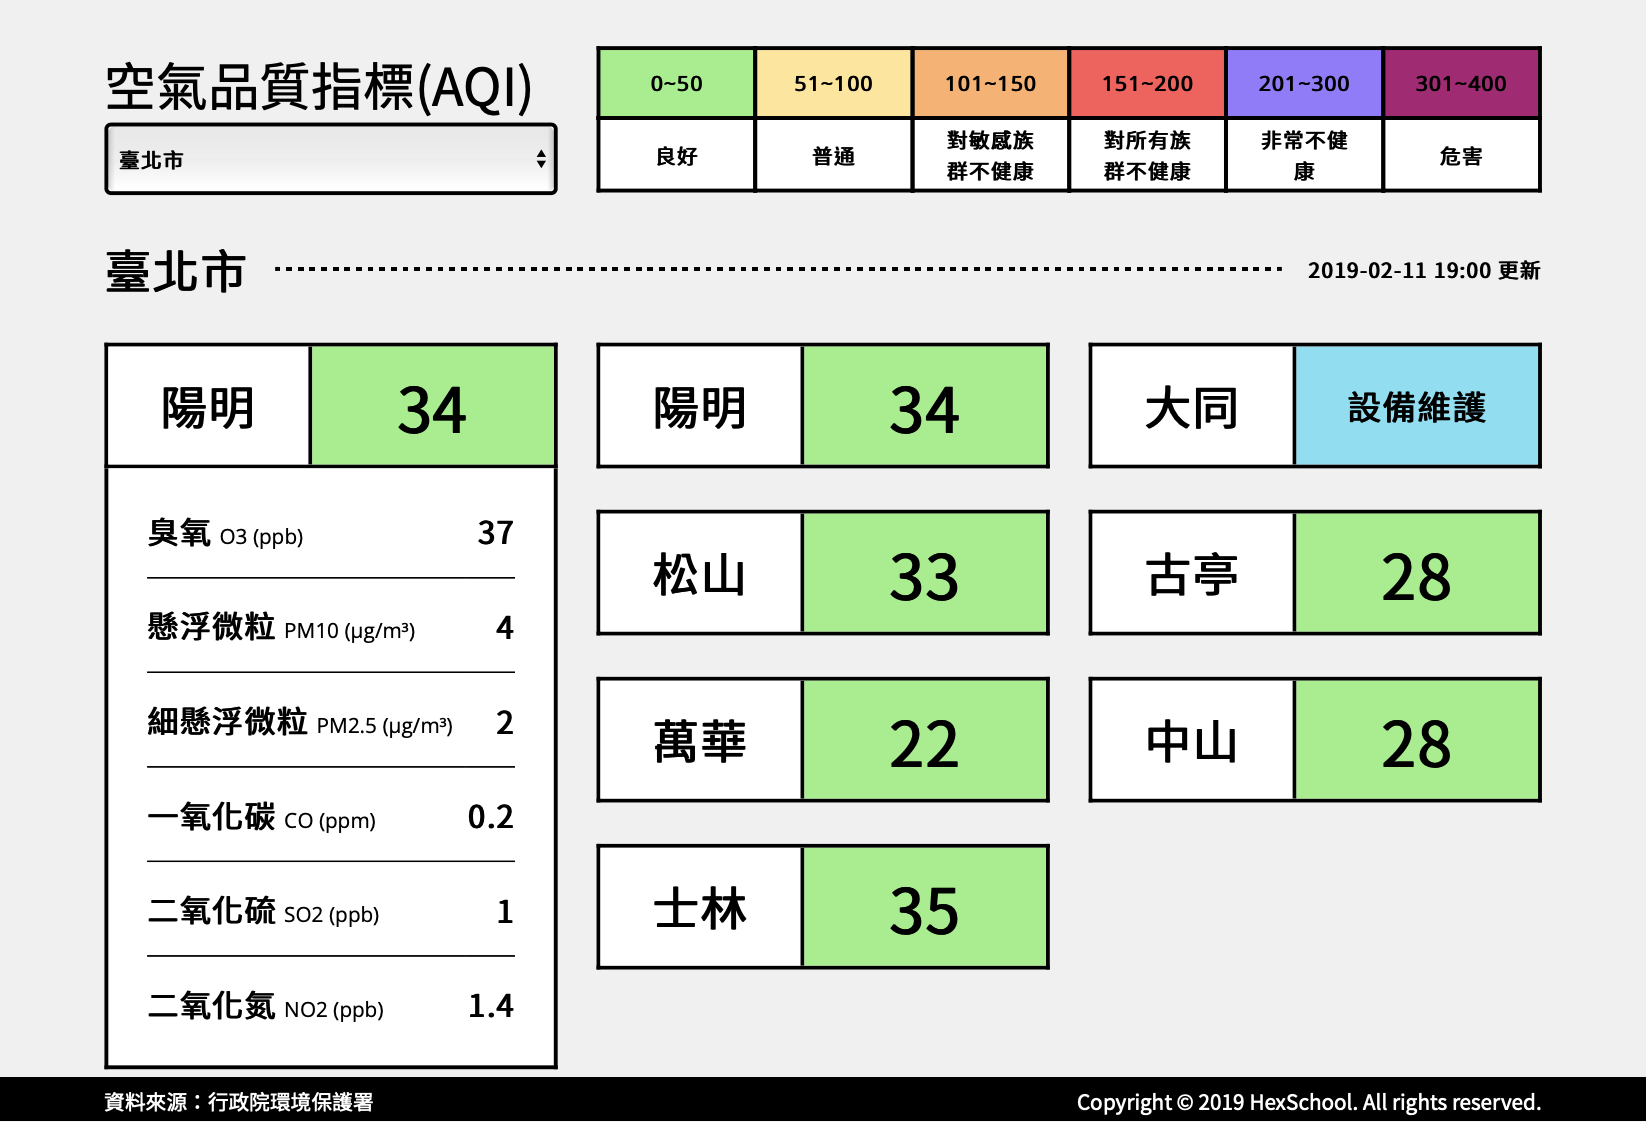 空氣品質指標(AQI)
臺北市
0~50
51~100
101~150
151~200
201~300
301~400
良好
普通
對敏感族
群不健康
對所有族
群不健康
非常不健
康
危害
臺北市
2019-02-11 19:00 更新
陽明 34
臭氧 O3 (ppb) 37
懸浮微粒 PM10 (μg/m³) 4
細懸浮微粒 PM2.5 (μg/m³) 2
一氧化碳 CO (ppm) 0.2
二氧化硫 SO2 (ppb) 1
二氧化氮 NO2 (ppb) 1.4
陽明 34
大同 設備維護
松山 33
古亭 28
萬華 22
中山 28
士林 35
資料來源：行政院環境保護署
Copyright © 2019 HexSchool. All rights reserved.